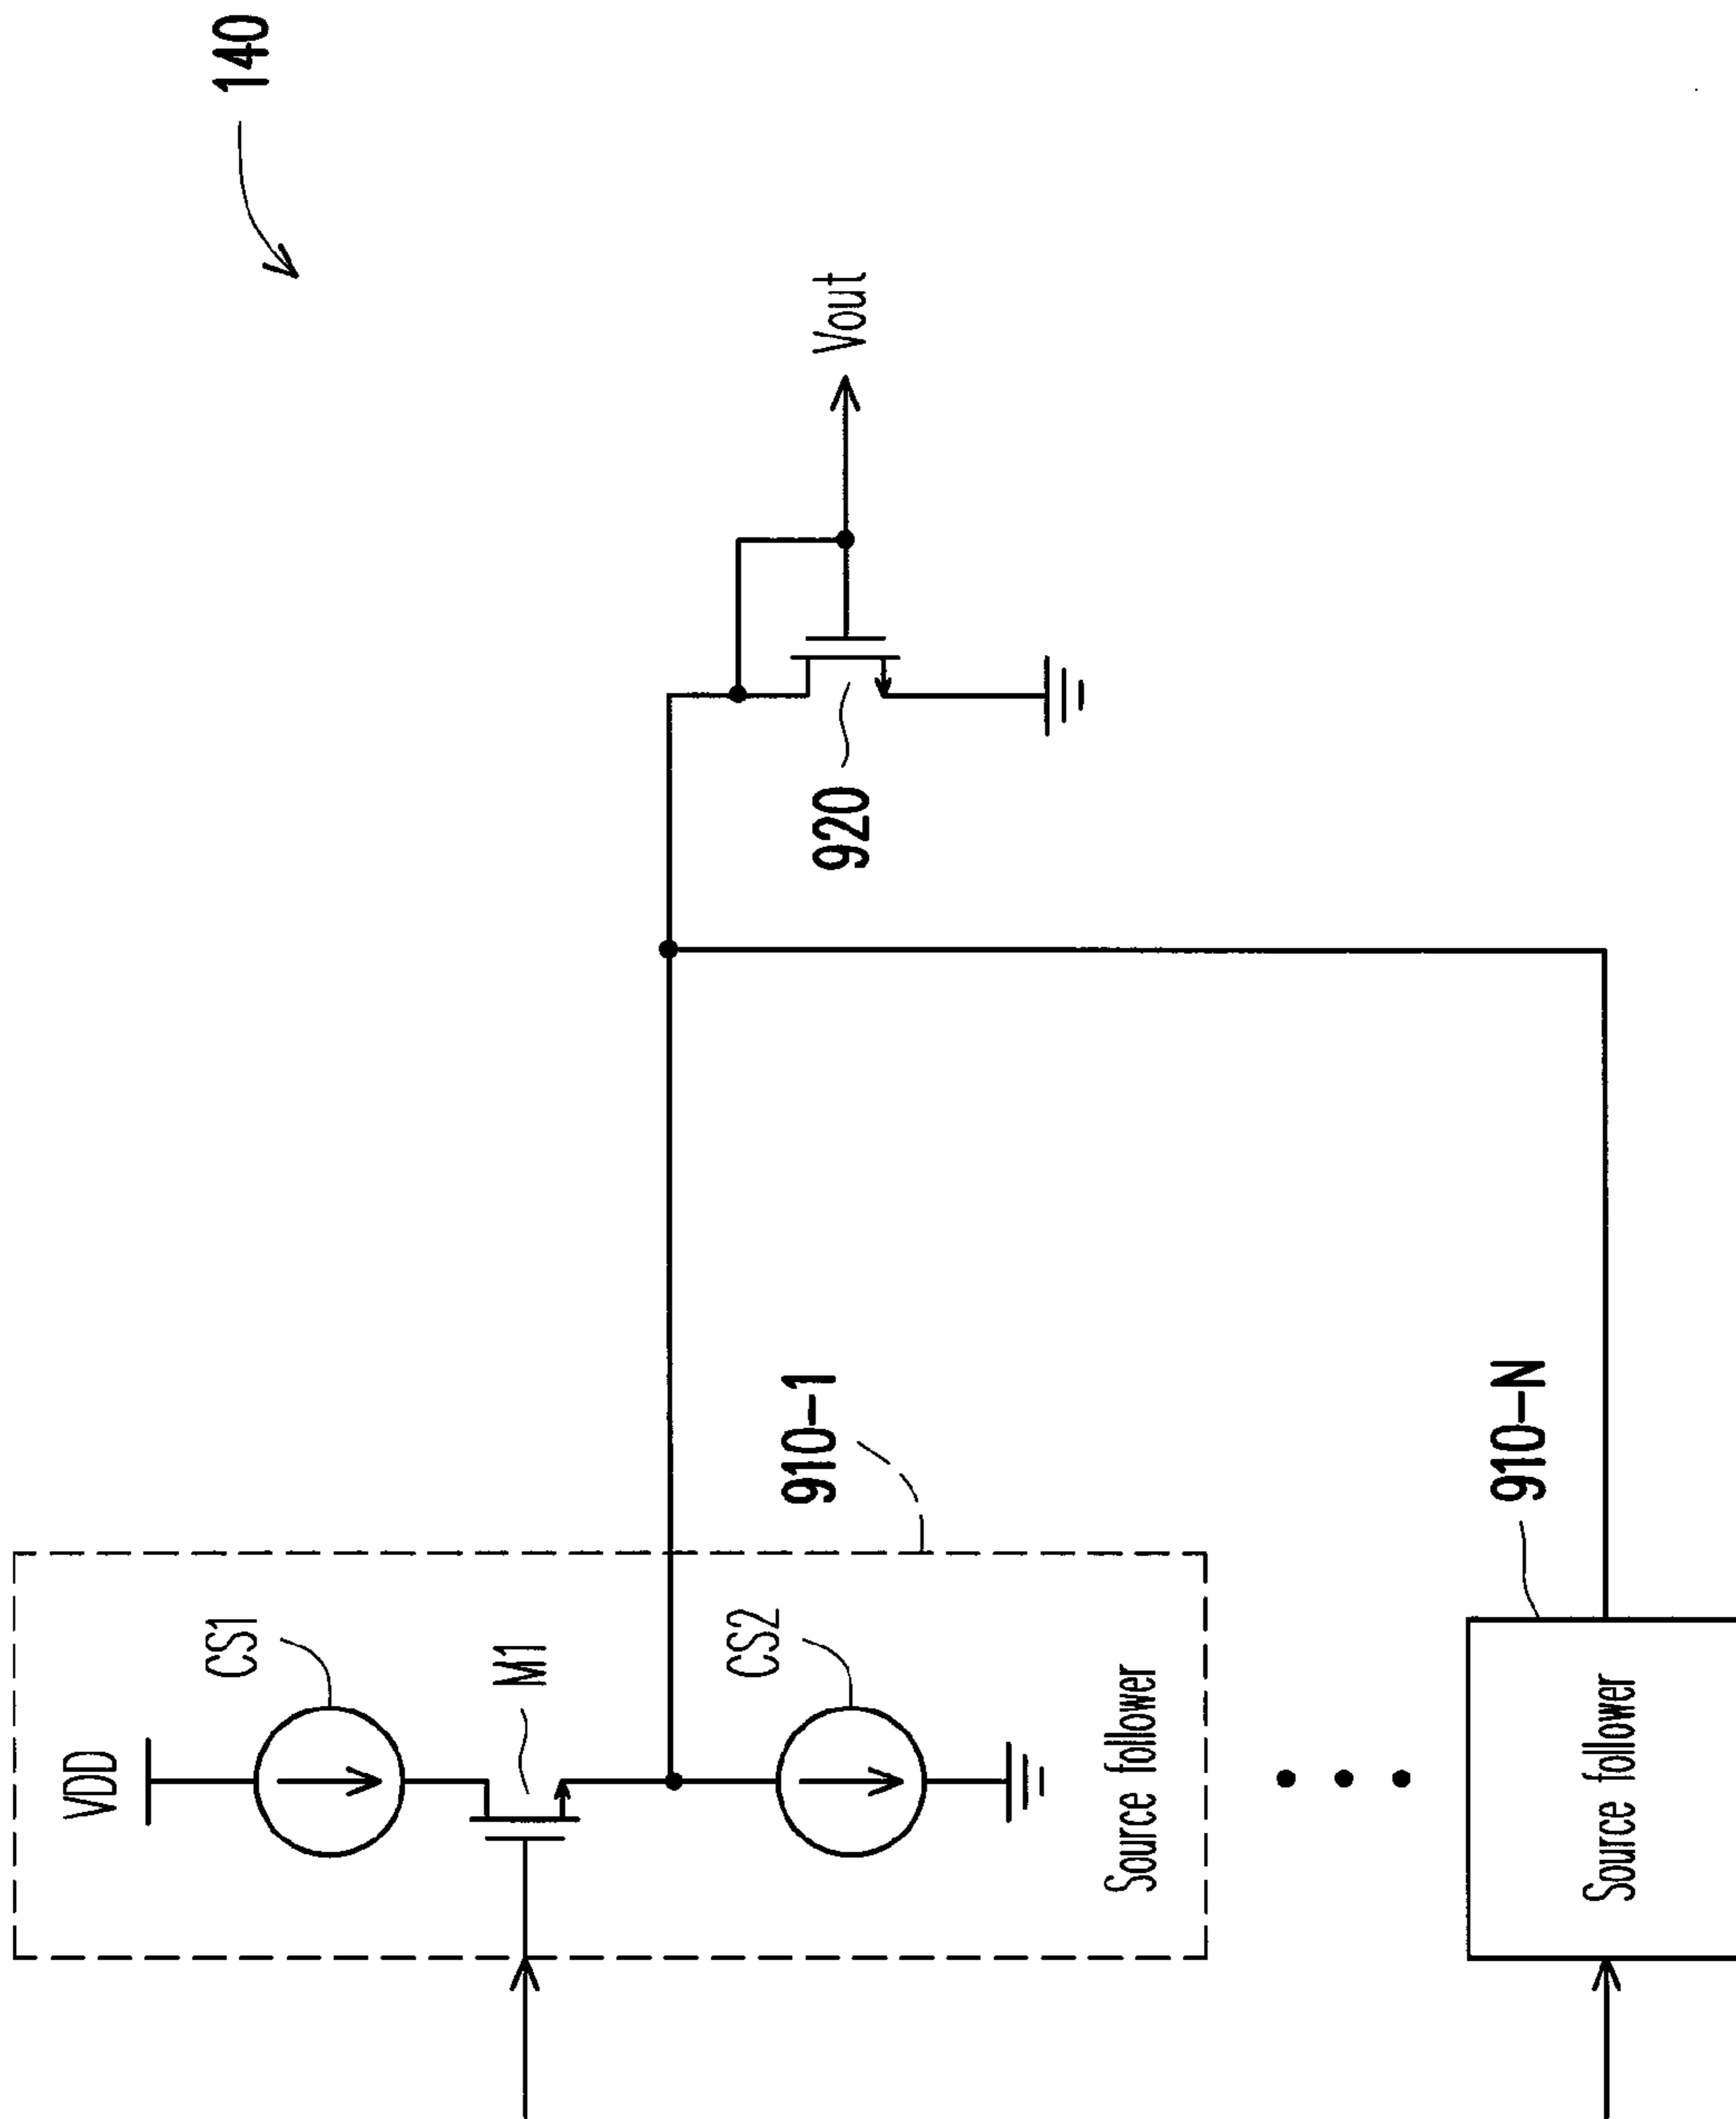 140
VDD
CS1
M1
CS2
Source follower
910-1
920
Vout
Source follower
910-N